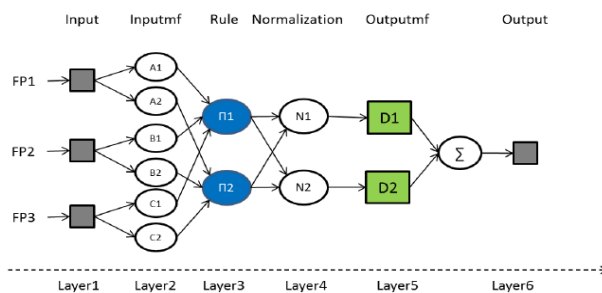 Input Inputmf Rule Normalization Outputmf Output
A1
FP1
A2
Π1 N1 D1
B1
FP2 Σ
B2
Π2 N2 D2
C1
FP3
C2
Layer1 Layer2 Layer3 Layer4 Layer5 Layer6